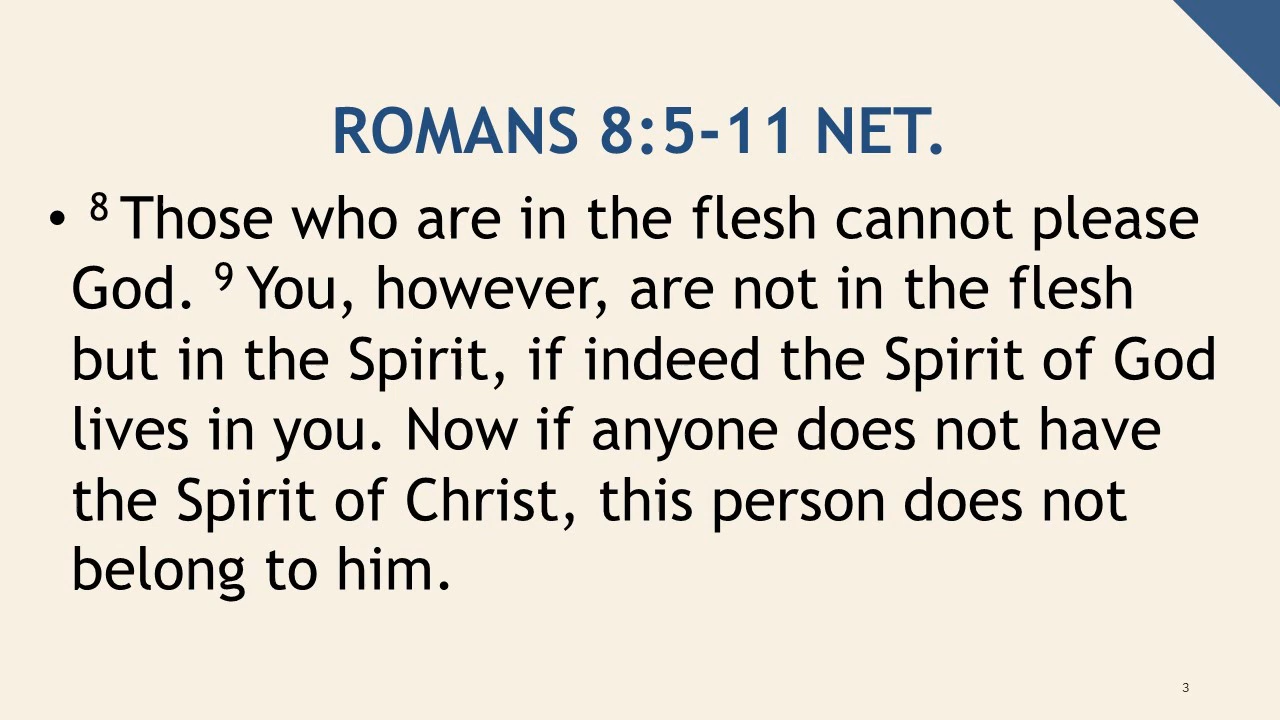 ROMANS 8:5-11 NET.
• ⁸ Those who are in the flesh cannot please
God. ⁹ You, however, are not in the flesh
but in the Spirit, if indeed the Spirit of God
lives in you. Now if anyone does not have
the Spirit of Christ, this person does not
belong to him.
3